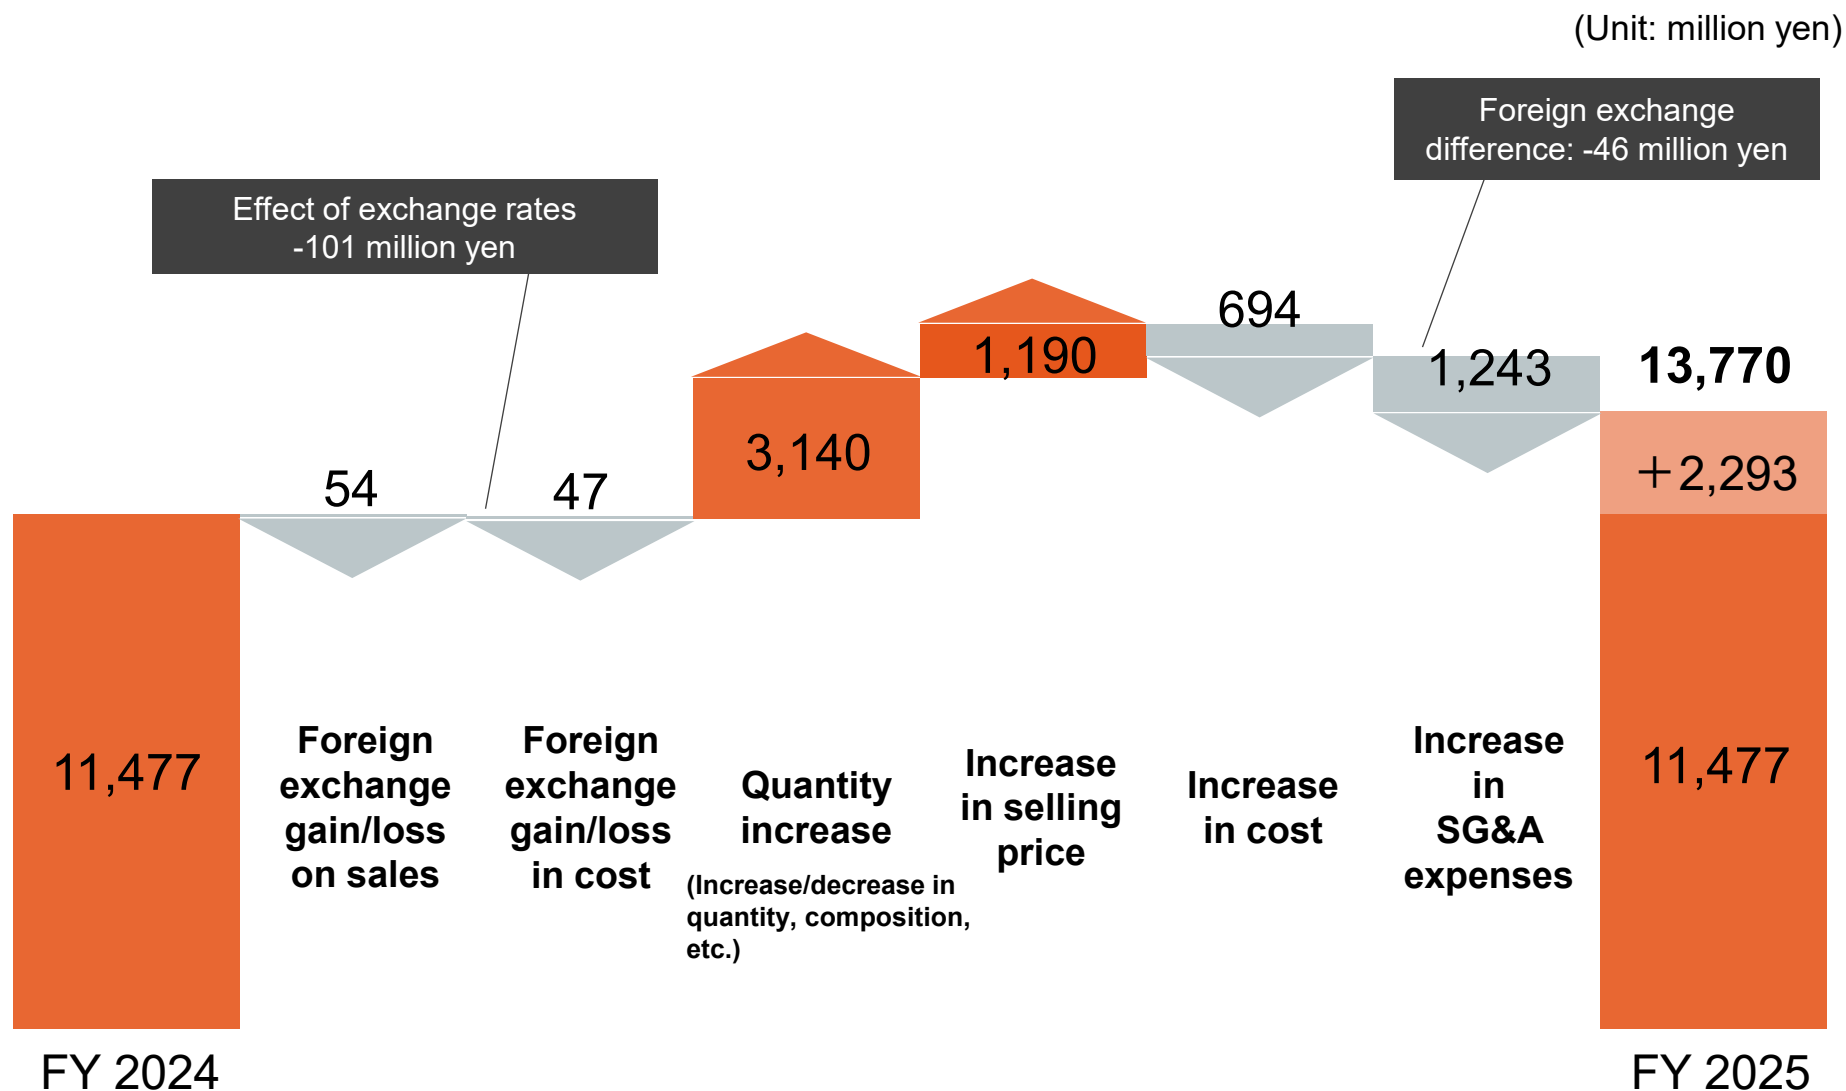 (Unit: million yen)
Foreign exchange
difference: -46 million yen
Effect of exchange rates
-101 million yen
694
1,190
1,243
13,770
3,140
+2,293
54
47
11,477
11,477
Foreign
exchange
gain/loss
on sales
Foreign
exchange
gain/loss
in cost
Quantity
increase
(Increase/decrease in
quantity, composition,
etc.)
Increase
in selling
price
Increase
in cost
Increase
in
SG&A
expenses
FY 2024
FY 2025